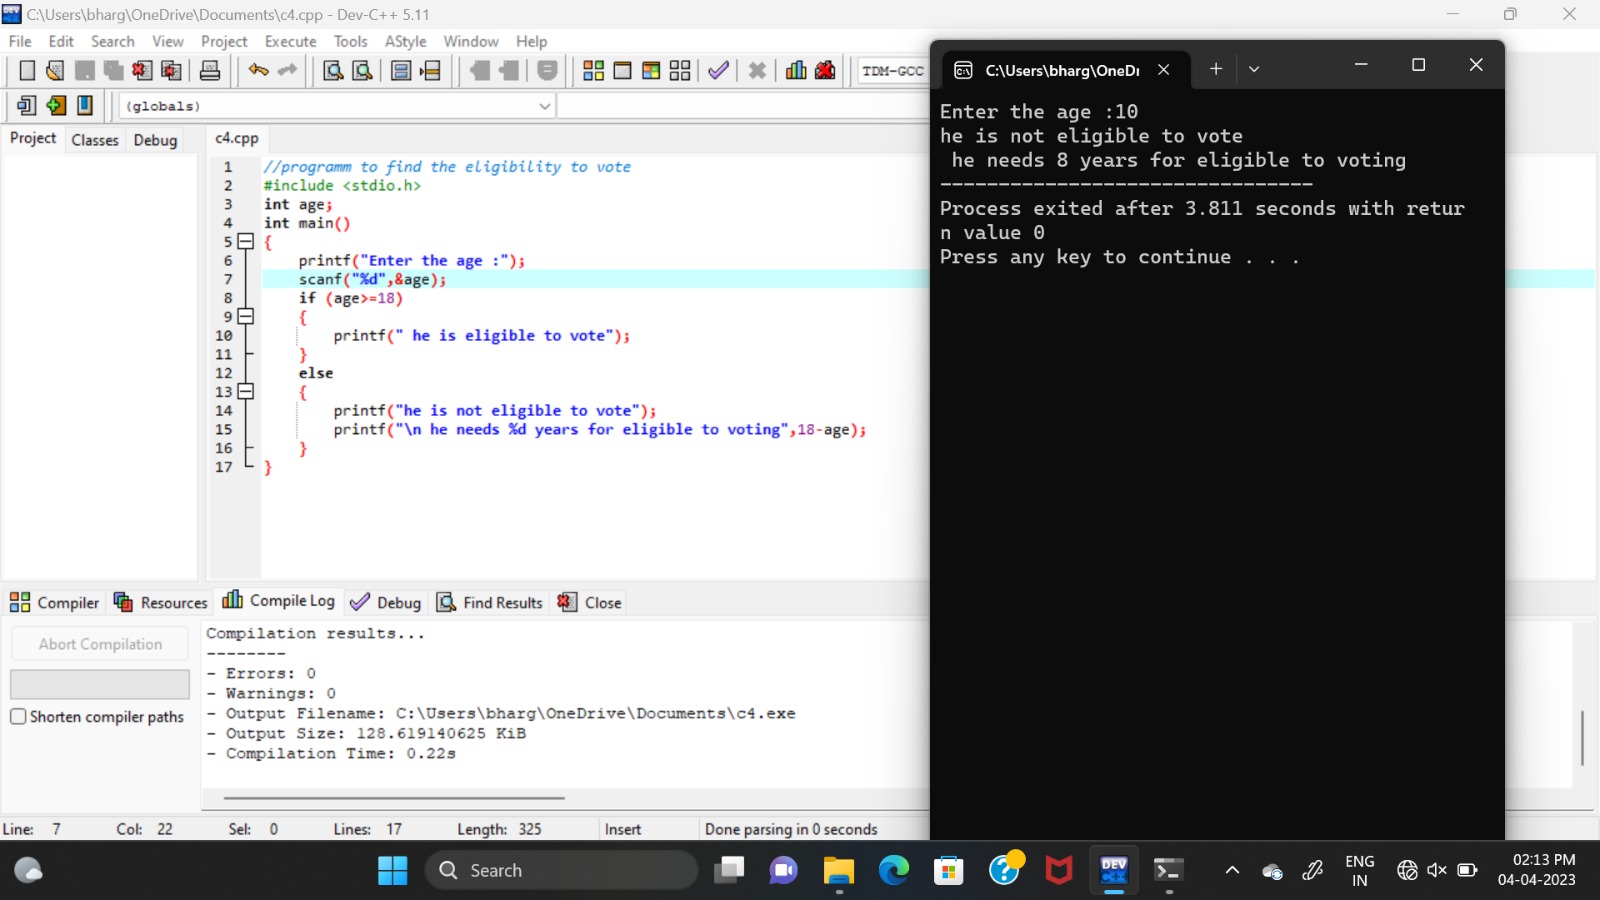 C:\Users\bharg\OneDrive\Documents\c4.cpp - Dev-C++ 5.11
File Edit Search View Project Execute Tools AStyle Window Help
TDM-GCC
(globals)
Project Classes Debug
c4.cpp
1 //programm to find the eligibility to vote
2 #include <stdio.h>
3 int age;
4 int main()
5 {
6 printf("Enter the age :");
7 scanf("%d",&age);
8 if (age>=18)
9 {
10 printf(" he is eligible to vote");
11 }
12 else
13 {
14 printf("he is not eligible to vote");
15 printf("\n he needs %d years for eligible to voting",18-age);
16 }
17 }
C:\Users\bharg\OneDr
Enter the age :10
he is not eligible to vote
 he needs 8 years for eligible to voting
--------------------------------
Process exited after 3.811 seconds with retur
n value 0
Press any key to continue . . .
Compiler Resources Compile Log Debug Find Results Close
Abort Compilation
Shorten compiler paths
Compilation results...
--------
- Errors: 0
- Warnings: 0
- Output Filename: C:\Users\bharg\OneDrive\Documents\c4.exe
- Output Size: 128.619140625 KiB
- Compilation Time: 0.22s
Line: 7 Col: 22 Sel: 0 Lines: 17 Length: 325 Insert Done parsing in 0 seconds
Search
DEV
C++
ENG
IN
02:13 PM
04-04-2023